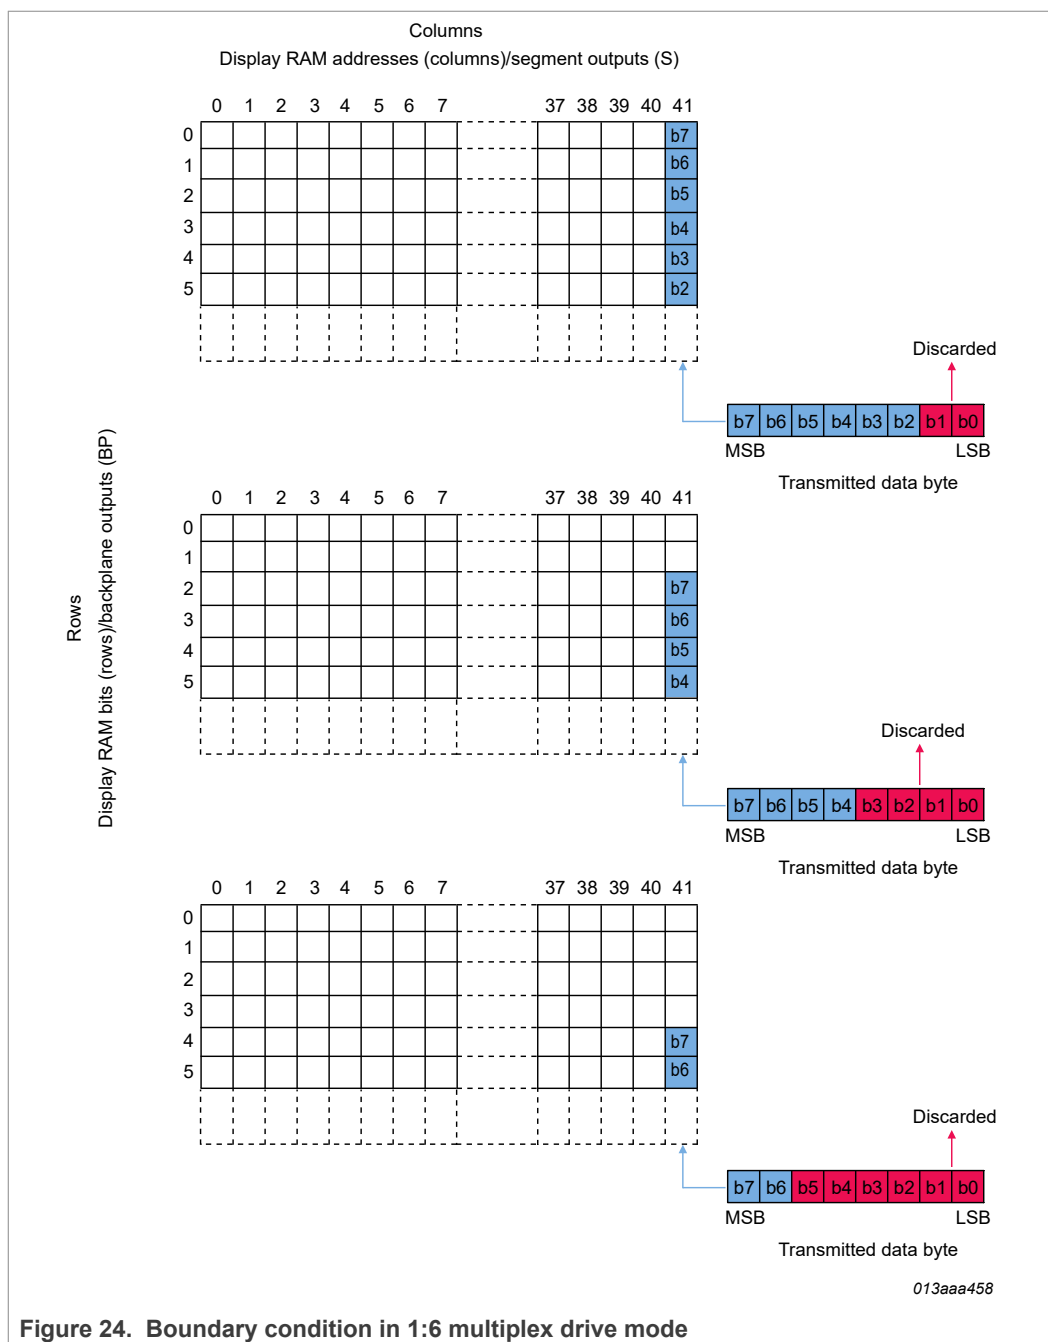 Columns
Display RAM addresses (columns)/segment outputs (S)
0 1 2 3 4 5 6 7 37 38 39 40 41
0 b7
1 b6
2 b5
3 b4
4 b3
5 b2
Discarded
b7 b6 b5 b4 b3 b2 b1 b0
MSB LSB
Transmitted data byte
Rows
Display RAM bits (rows)/backplane outputs (BP)
0 1 2 3 4 5 6 7 37 38 39 40 41
0
1
2 b7
3 b6
4 b5
5 b4
Discarded
b7 b6 b5 b4 b3 b2 b1 b0
MSB LSB
Transmitted data byte
0 1 2 3 4 5 6 7 37 38 39 40 41
0
1
2
3
4 b7
5 b6
Discarded
b7 b6 b5 b4 b3 b2 b1 b0
MSB LSB
Transmitted data byte
013aaa458
Figure 24. Boundary condition in 1:6 multiplex drive mode